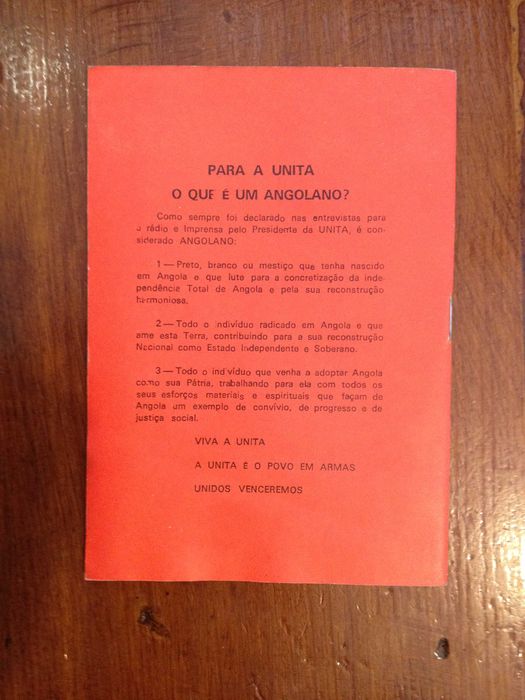 PARA A UNITA
O QUE É UM ANGOLANO?
Como sempre foi declarado nas entrevistas para
a rádio e Imprensa pelo Presidente da UNITA, é con-
siderado ANGOLANO:
1 — Preto, branco ou mestiço que tenha nascido
em Angola e que lute para a concretização da inde-
pendência Total de Angola e pela sua reconstrução
harmoniosa.
2 — Todo o indivíduo radicado em Angola e que
ame esta Terra, contribuindo para a sua reconstrução
Nacional como Estado Independente e Soberano.
3 — Todo o indivíduo que venha a adoptar Angola
como sua Pátria, trabalhando para ela com todos os
seus esforços materiais e espirituais que façam de
Angola um exemplo de convívio, de progresso e de
justiça social.
VIVA A UNITA
A UNITA É O POVO EM ARMAS
UNIDOS VENCEREMOS